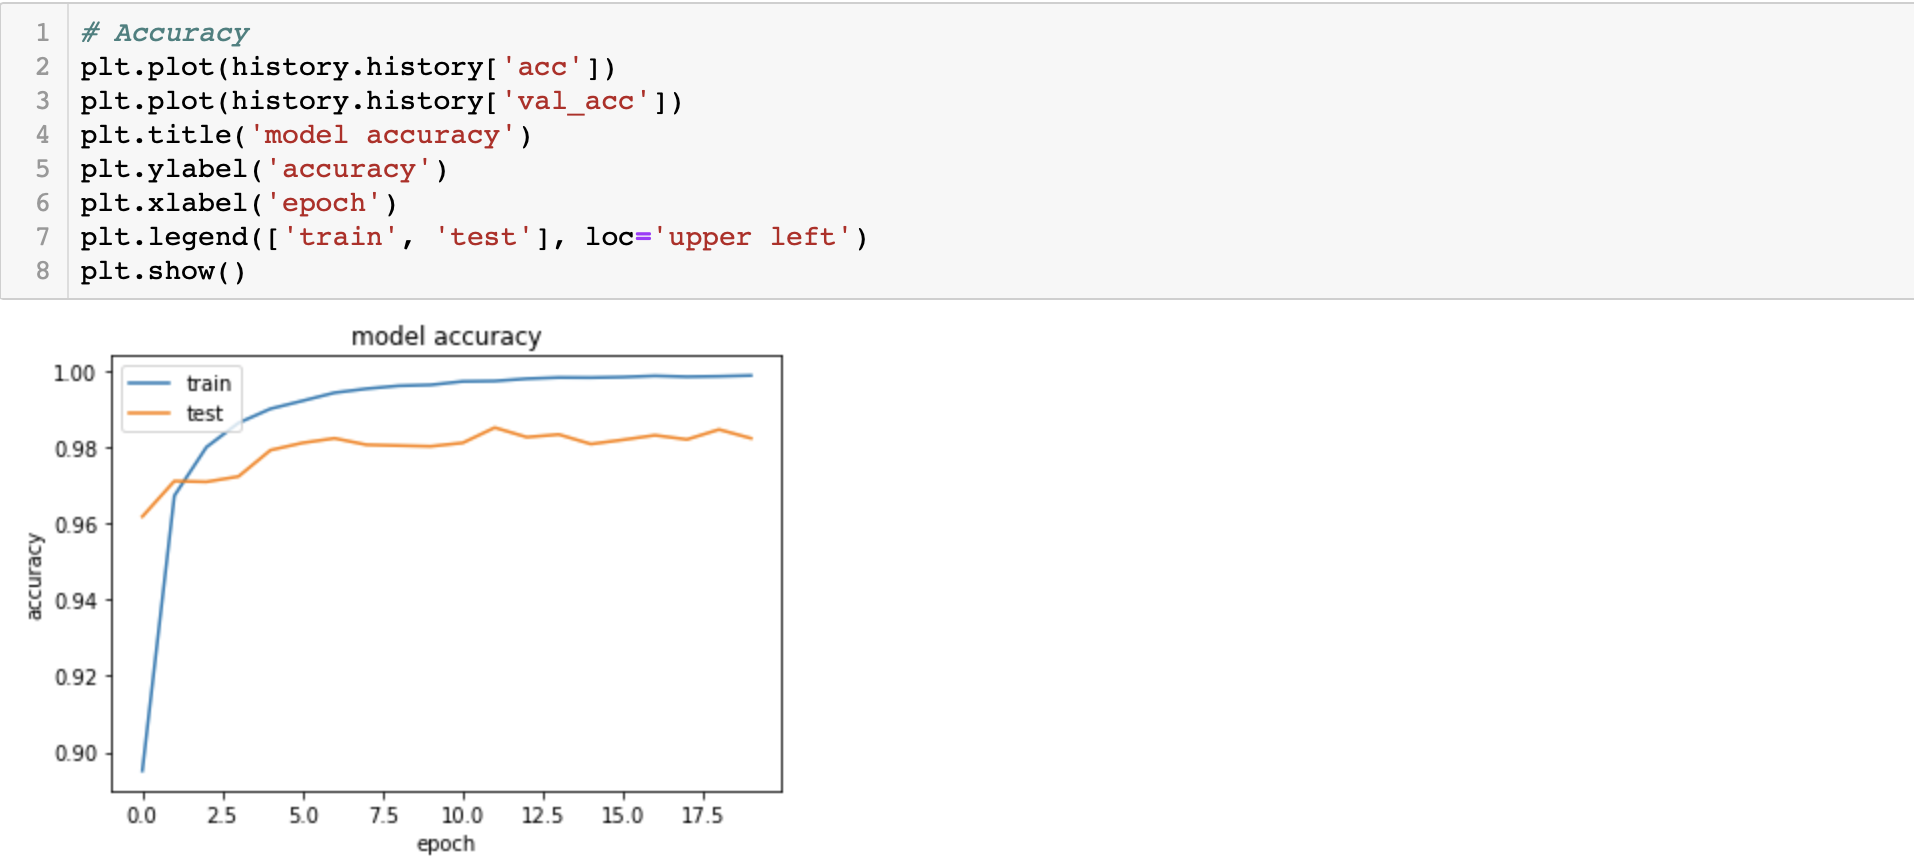 1 # Accuracy
2 plt.plot(history.history['acc'])
3 plt.plot(history.history['val_acc'])
4 plt.title('model accuracy')
5 plt.ylabel('accuracy')
6 plt.xlabel('epoch')
7 plt.legend(['train', 'test'], loc='upper left')
8 plt.show()
model accuracy
train
test
1.00
0.98
0.96
0.94
0.92
0.90
accuracy
0.0 2.5 5.0 7.5 10.0 12.5 15.0 17.5
epoch